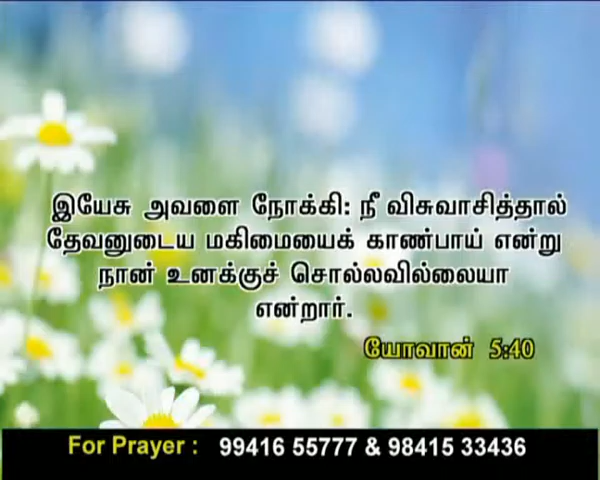 இயேசு அவளை நோக்கி: நீ விசுவாசித்தால்
தேவனுடைய மகிமையைக் காண்பாய் என்று
நான் உனக்குச் சொல்லவில்லையா
என்றார்.
யோவான் 5:40
For Prayer : 99416 55777 & 98415 33436